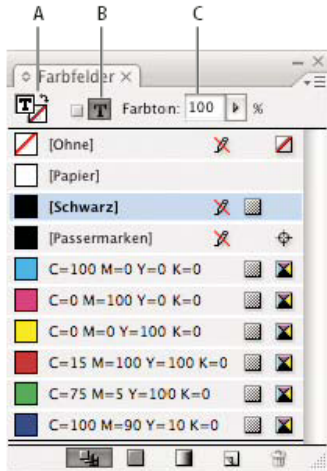 A B C
Farbfelder
T T Farbton: 100 %
[Ohne]
[Papier]
[Schwarz]
[Passermarken]
C=100 M=0 Y=0 K=0
C=0 M=100 Y=0 K=0
C=0 M=0 Y=100 K=0
C=15 M=100 Y=100 K=0
C=75 M=5 Y=100 K=0
C=100 M=90 Y=10 K=0